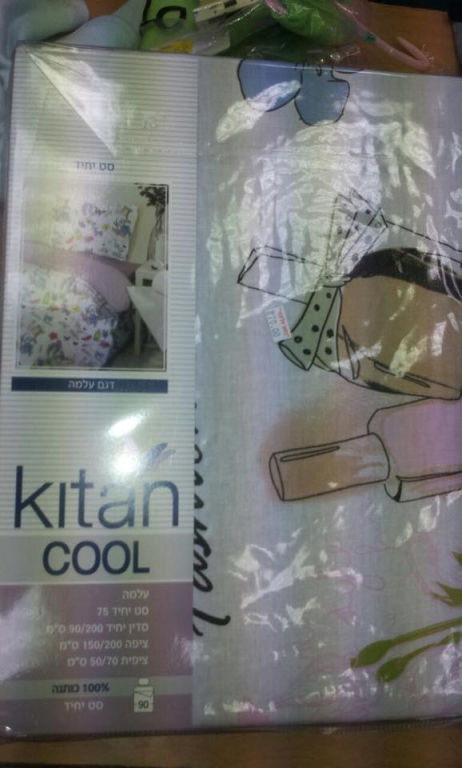 סט יחיד
דגם עלמה
kitan
COOL
עלמה
סט יחיד 75
סדין יחיד 90/200 ס"מ
ציפה 150/200 ס"מ
ציפית 50/70 ס"מ
100% כותנה
סט יחיד
90